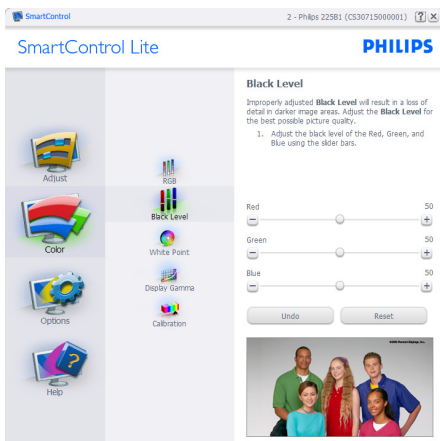 SmartControl
2 - Philips 225B1 (CS30715000001)
SmartControl Lite
PHILIPS
Adjust
Color
Options
Help
RGB
Black Level
White Point
Display Gamma
Calibration
Black Level
Improperly adjusted Black Level will result in a loss of
detail in darker image areas. Adjust the Black Level for
the best possible picture quality.
1. Adjust the black level of the Red, Green, and
Blue using the slider bars.
Red 50
Green 50
Blue 50
Undo Reset